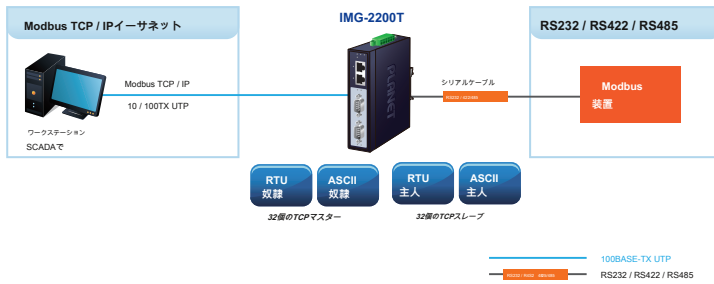 Modbus TCP / IPイーサネット
IMG-2200T
RS232 / RS422 / RS485
Modbus TCP / IP
10 / 100TX UTP
ワークステーション
SCADAで
PLANET
シリアルケーブル
Modbus
装置
RTU
奴隷
ASCII
奴隷
RTU
主人
ASCII
主人
32個のTCPマスター
32個のTCPスレーブ
100BASE-TX UTP
RS232 / RS422 / RS485